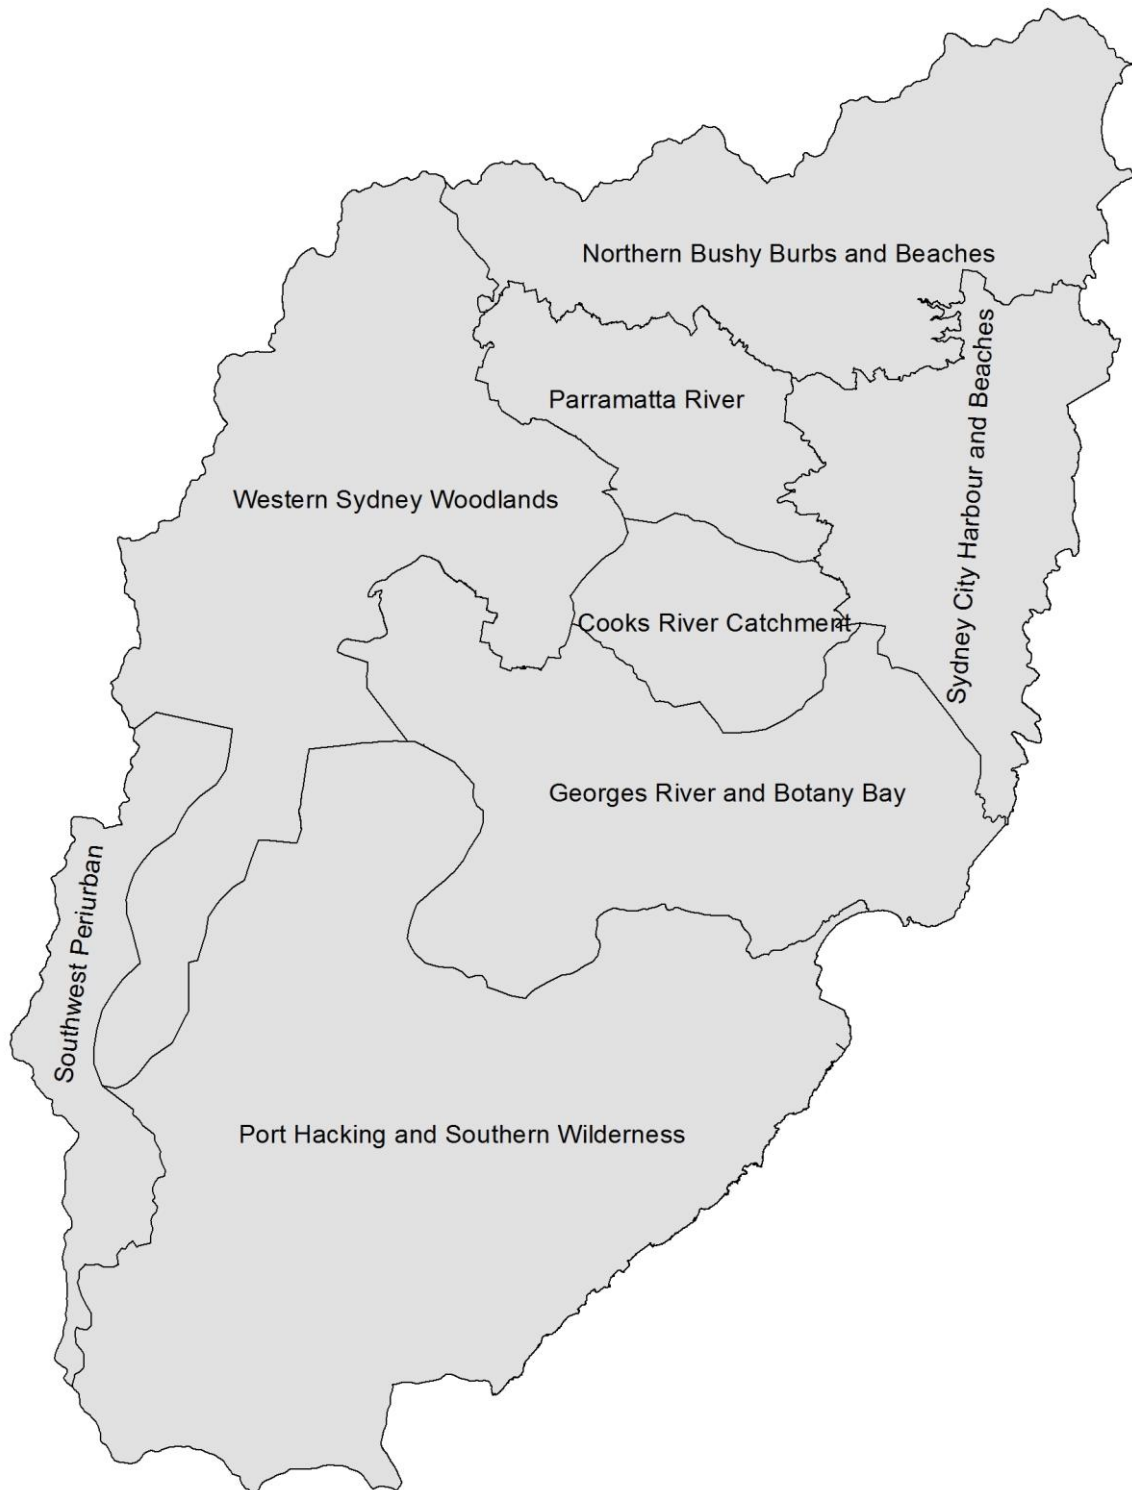 Northern Bushy Burbs and Beaches
Parramatta River
Sydney City Harbour and Beaches
Western Sydney Woodlands
Cooks River Catchment
Georges River and Botany Bay
Southwest Periurban
Port Hacking and Southern Wilderness